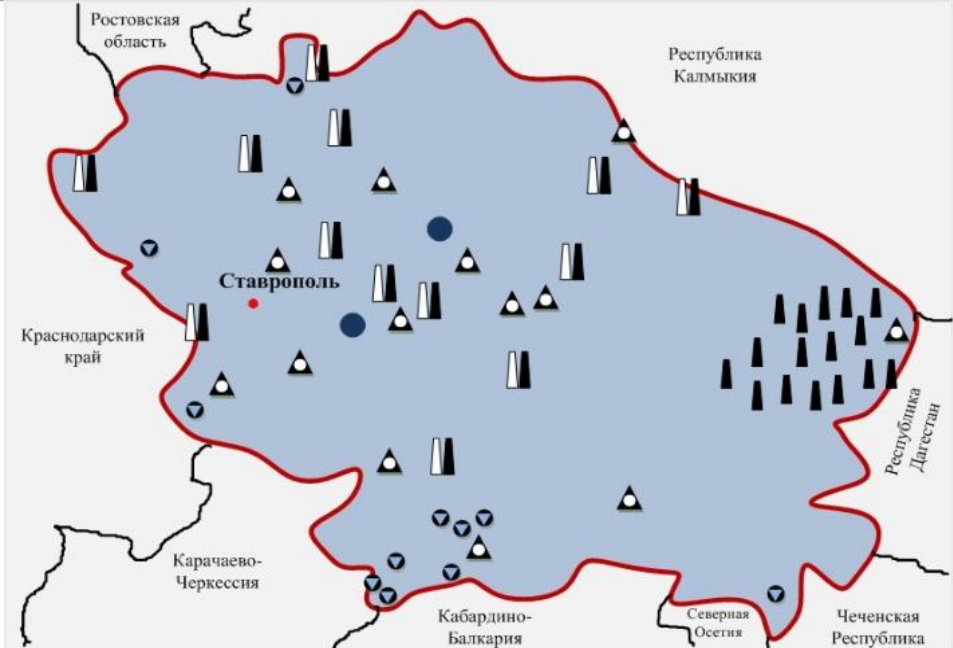 Ростовская
область
Республика
Калмыкия
Ставрополь
Краснодарский
край
Республика
Дагестан
Карачаево-
Черкессия
Кабардино-
Балкария
Северная
Осетия
Чеченская
Республика